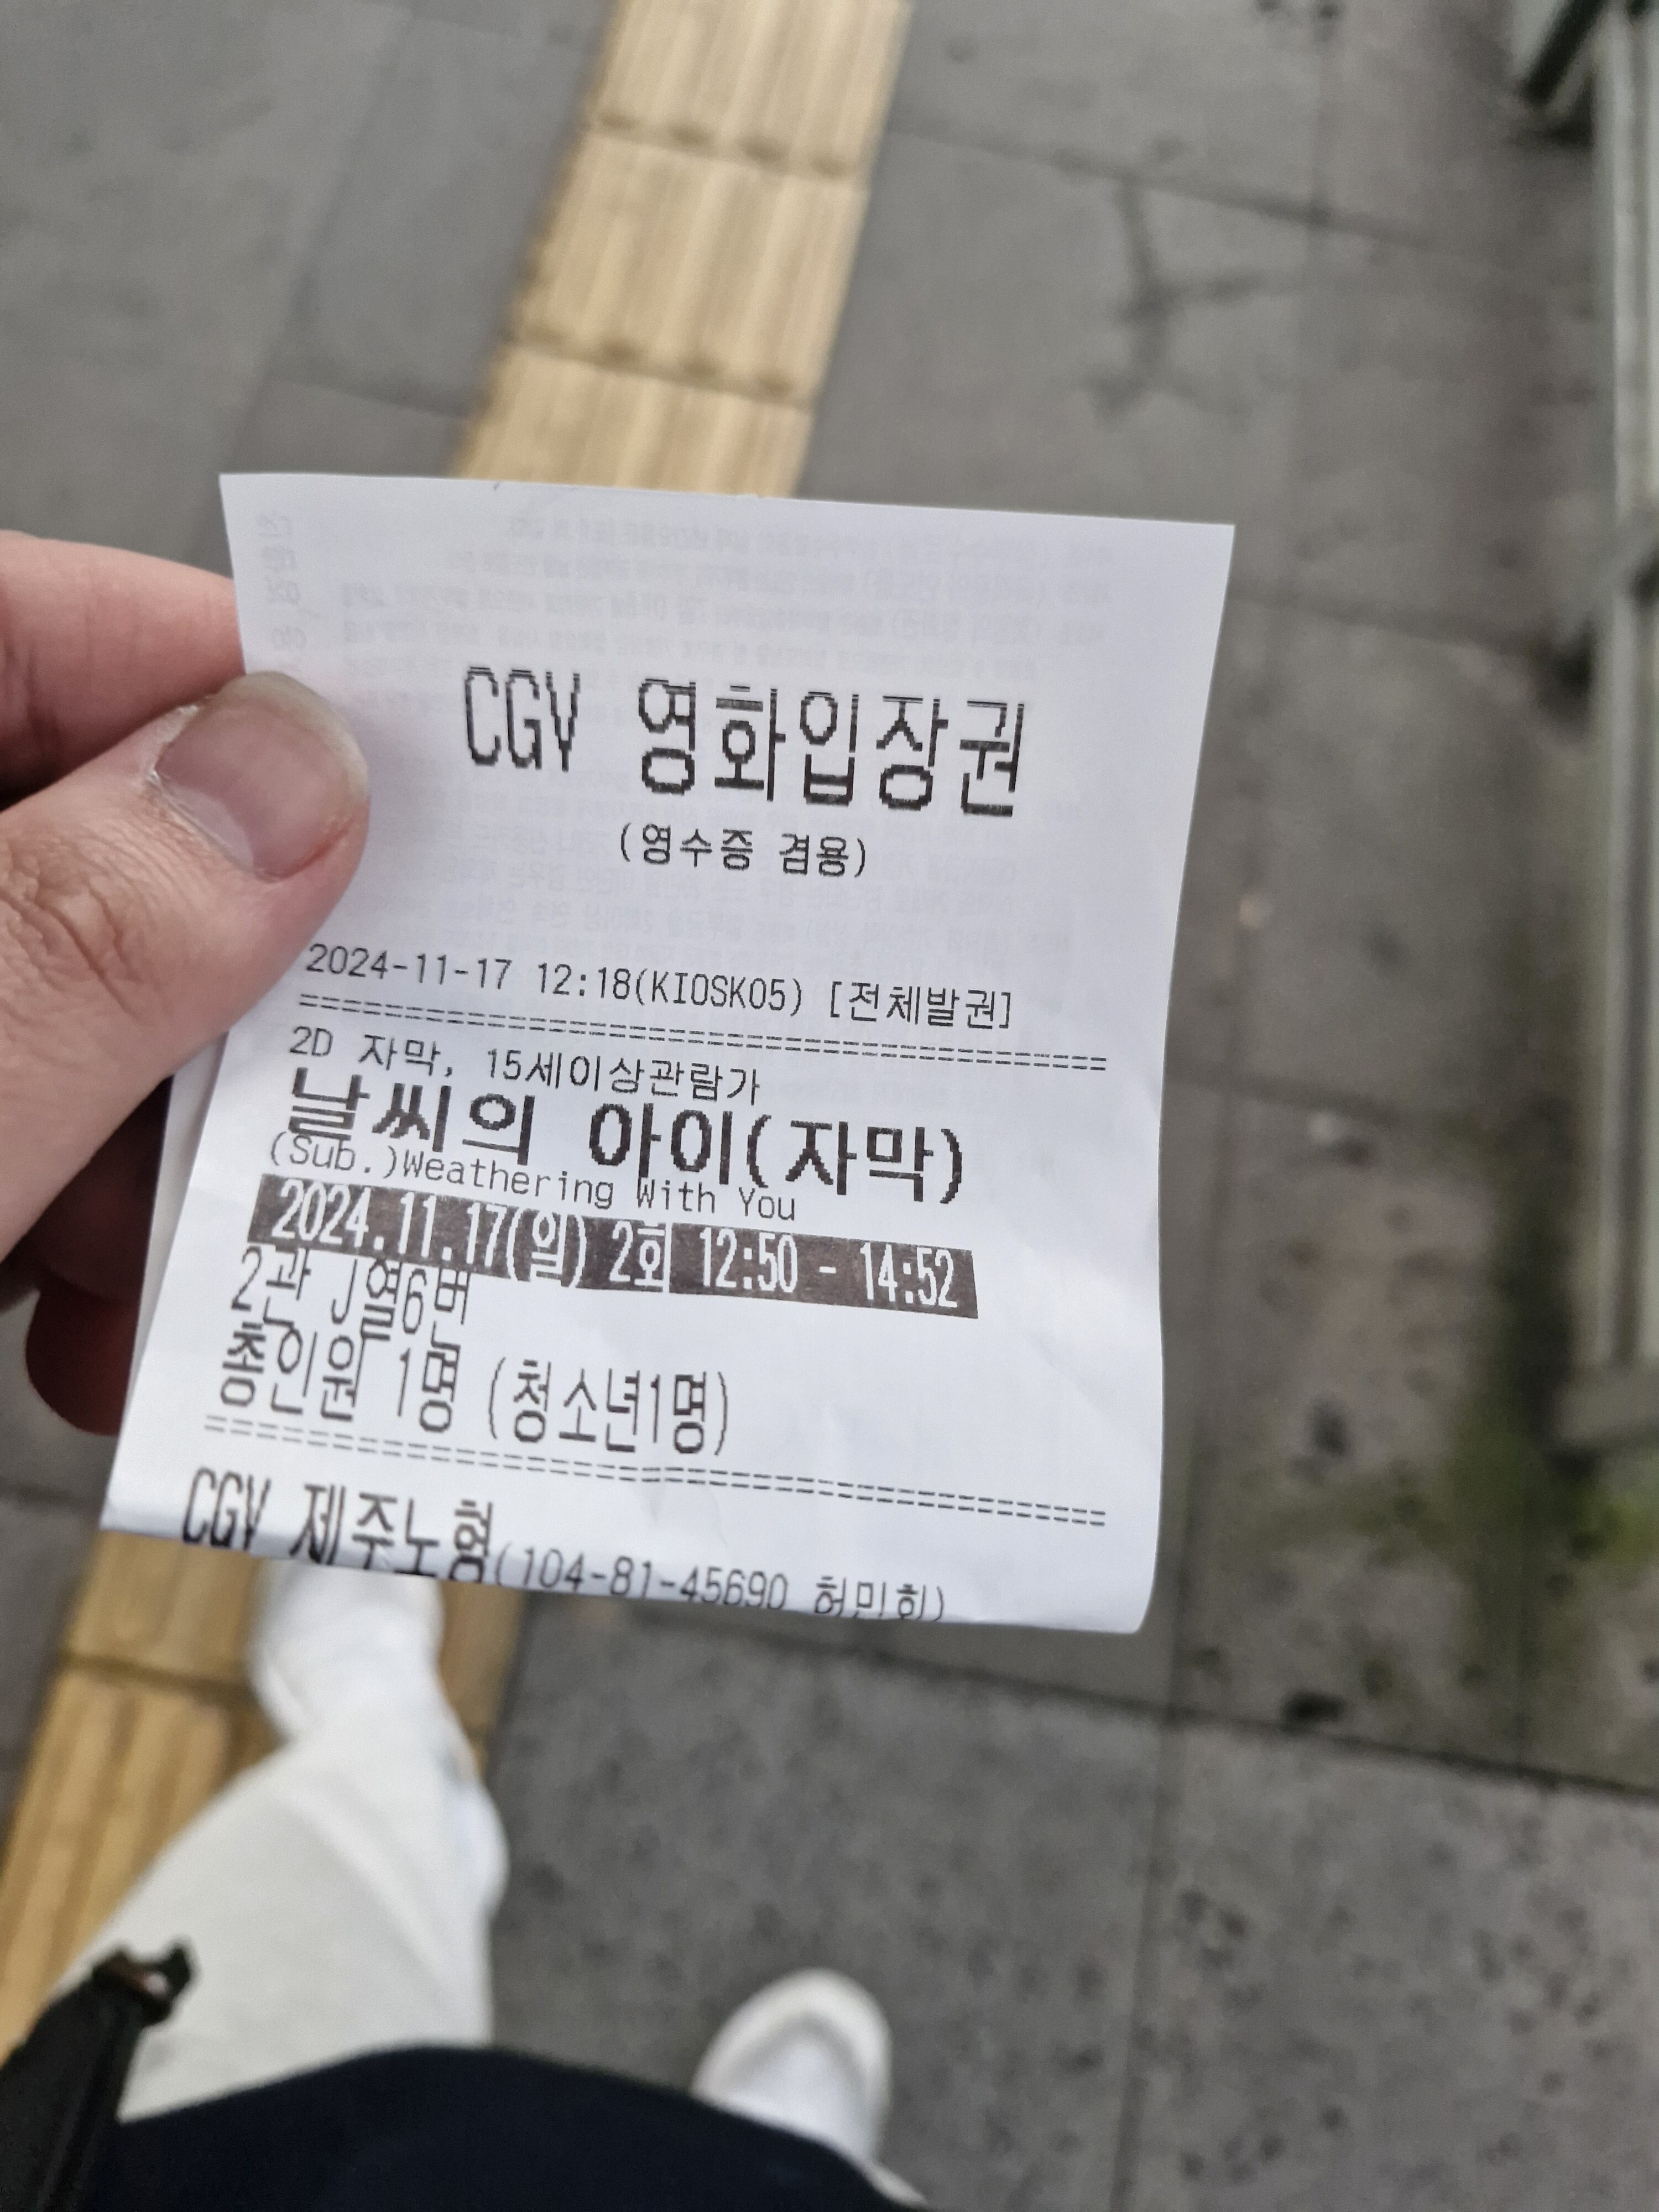 CGV 영화입장권
(영수증 겸용)
2024-11-17 12:18(KIOSK05) [전체발권]
================================================
2D 자막, 15세이상관람가
날씨의 아이(자막)
(Sub.)Weathering With You
2024.11.17(일) 2회 12:50 - 14:52
2관 J열6번
총인원 1명 (청소년1명)
================================================
CGV 제주노형(104-81-45690 허민회)